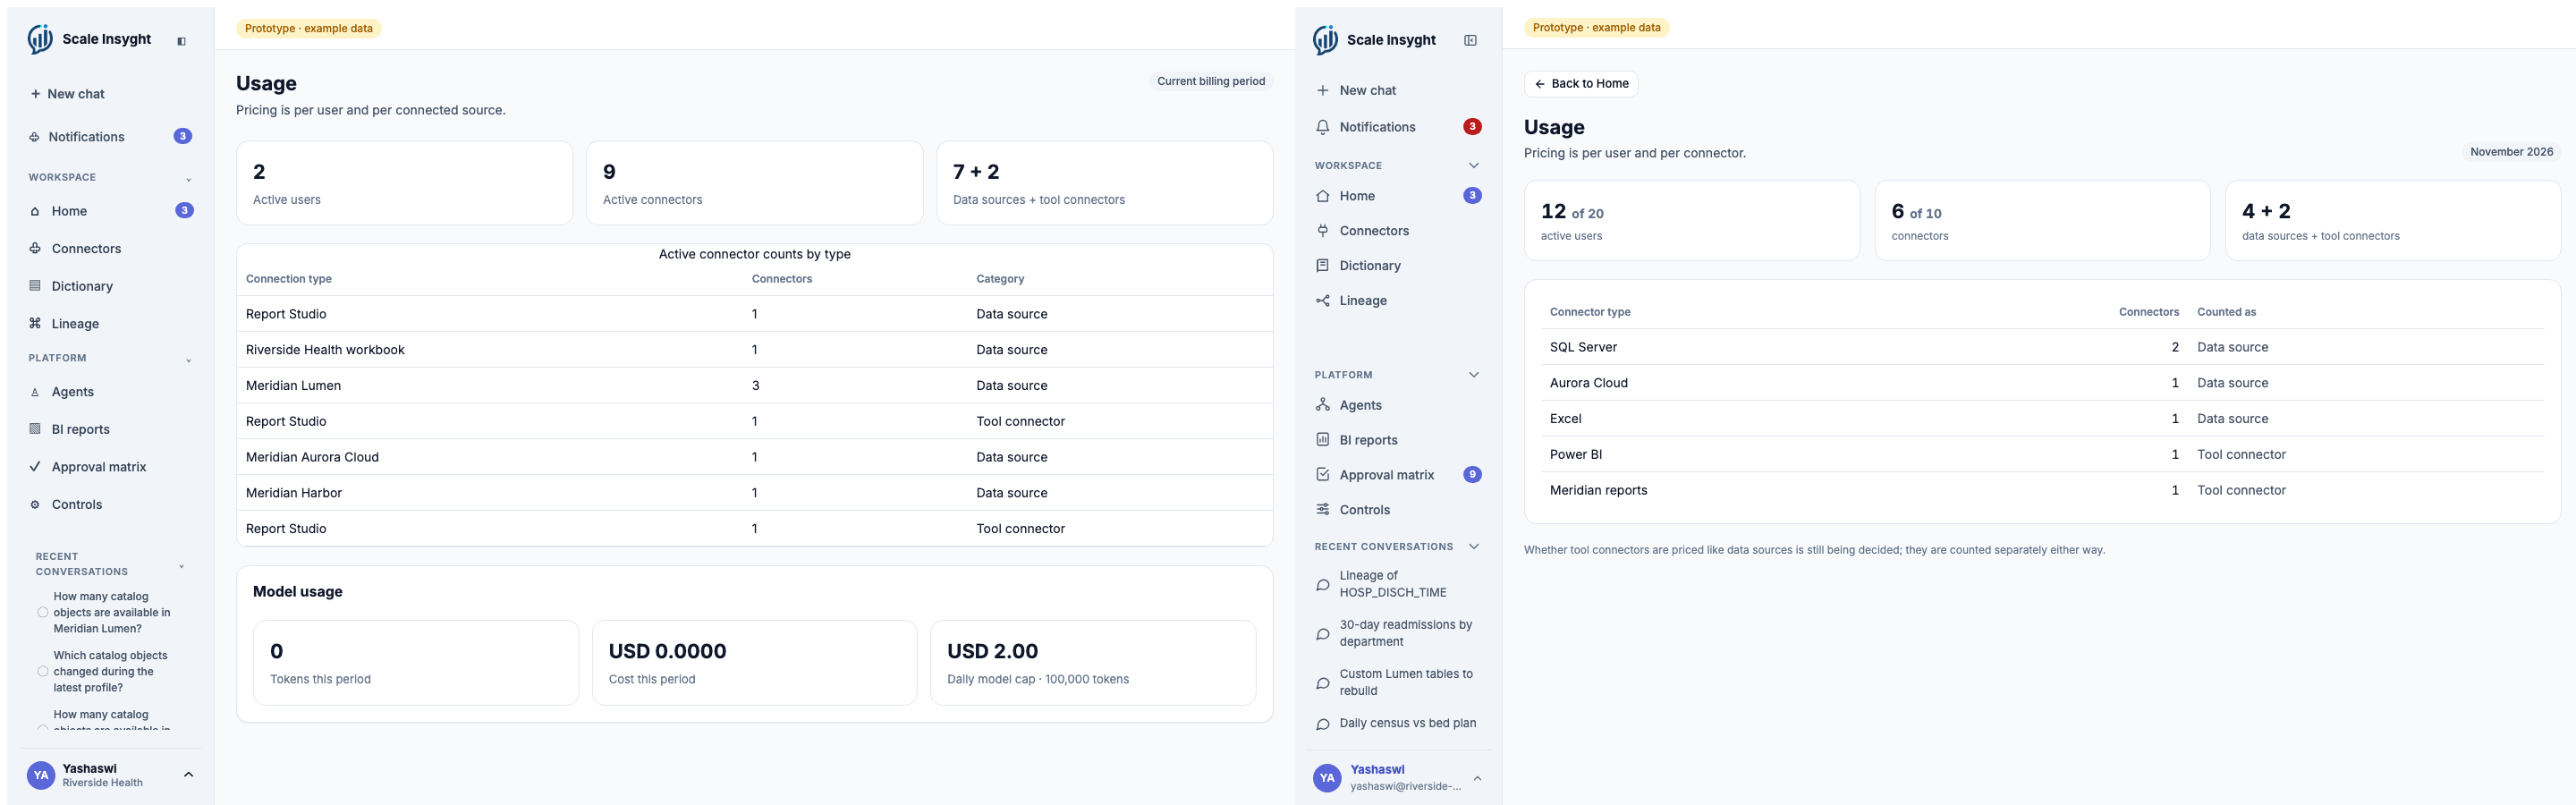 Scale Insyght
+ New chat
Notifications 3
WORKSPACE
Home 3
Connectors
Dictionary
Lineage
PLATFORM
Agents
BI reports
Approval matrix
Controls
RECENT
CONVERSATIONS
How many catalog
objects are available in
Meridian Lumen?
Which catalog objects
changed during the
latest profile?
How many catalog
objects are available in
YA Yashaswi
Riverside Health
Prototype · example data
Usage
Current billing period
Pricing is per user and per connected source.
2
Active users
9
Active connectors
7 + 2
Data sources + tool connectors
Active connector counts by type
Connection type Connectors Category
Report Studio 1 Data source
Riverside Health workbook 1 Data source
Meridian Lumen 3 Data source
Report Studio 1 Tool connector
Meridian Aurora Cloud 1 Data source
Meridian Harbor 1 Data source
Report Studio 1 Tool connector
Model usage
0
Tokens this period
USD 0.0000
Cost this period
USD 2.00
Daily model cap · 100,000 tokens
Scale Insyght
New chat
Notifications 3
WORKSPACE
Home 3
Connectors
Dictionary
Lineage
PLATFORM
Agents
BI reports
Approval matrix 9
Controls
RECENT CONVERSATIONS
Lineage of
HOSP_DISCH_TIME
30-day readmissions by
department
Custom Lumen tables to
rebuild
Daily census vs bed plan
YA Yashaswi
yashaswi@riverside-...
Prototype · example data
← Back to Home
Usage
Pricing is per user and per connector.
November 2026
12 of 20
active users
6 of 10
connectors
4 + 2
data sources + tool connectors
Connector type Connectors Counted as
SQL Server 2 Data source
Aurora Cloud 1 Data source
Excel 1 Data source
Power BI 1 Tool connector
Meridian reports 1 Tool connector
Whether tool connectors are priced like data sources is still being decided; they are counted separately either way.